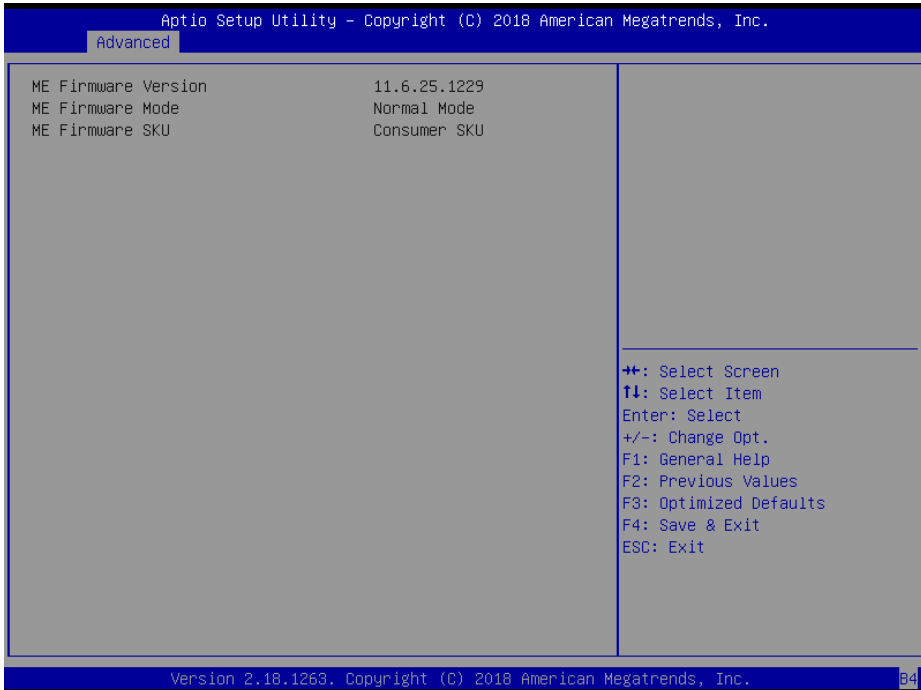 Aptio Setup Utility – Copyright (C) 2018 American Megatrends, Inc.
Advanced
ME Firmware Version 11.6.25.1229
ME Firmware Mode Normal Mode
ME Firmware SKU Consumer SKU
→←: Select Screen
↑↓: Select Item
Enter: Select
+/-: Change Opt.
F1: General Help
F2: Previous Values
F3: Optimized Defaults
F4: Save & Exit
ESC: Exit
Version 2.18.1263. Copyright (C) 2018 American Megatrends, Inc.
B4